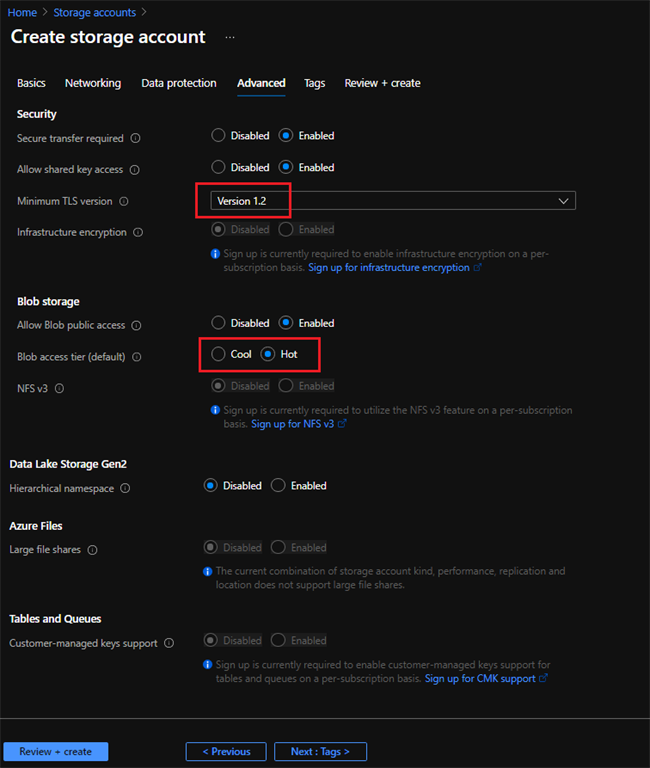 Home > Storage accounts >
Create storage account ...
Basics Networking Data protection Advanced Tags Review + create
Security
Secure transfer required Disabled Enabled
Allow shared key access Disabled Enabled
Minimum TLS version Version 1.2
Infrastructure encryption Disabled Enabled
Sign up is currently required to enable infrastructure encryption on a per-
subscription basis. Sign up for infrastructure encryption
Blob storage
Allow Blob public access Disabled Enabled
Blob access tier (default) Cool Hot
NFS v3 Disabled Enabled
Sign up is currently required to utilize the NFS v3 feature on a per-subscription
basis. Sign up for NFS v3
Data Lake Storage Gen2
Hierarchical namespace Disabled Enabled
Azure Files
Large file shares Disabled Enabled
The current combination of storage account kind, performance, replication and
location does not support large file shares.
Tables and Queues
Customer-managed keys support Disabled Enabled
Sign up is currently required to enable customer-managed keys support for
tables and queues on a per-subscription basis. Sign up for CMK support
Review + create < Previous Next : Tags >